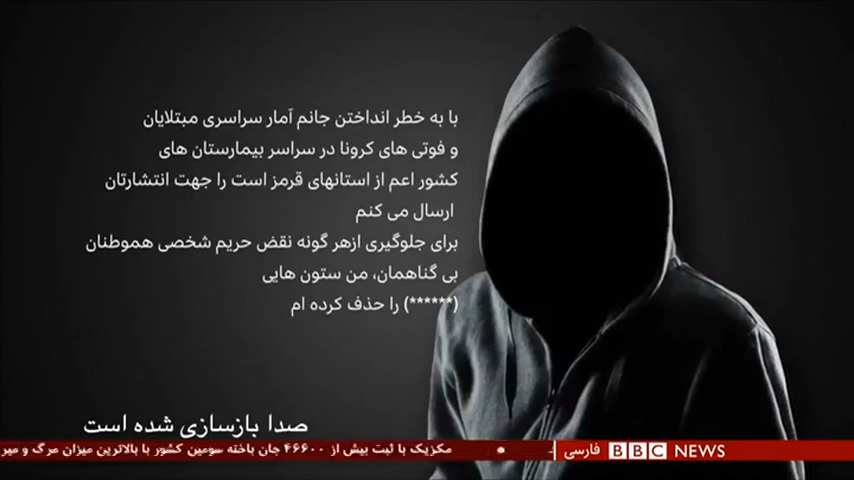 با به خطر انداختن جانم آمار سراسری مبتلایان
و فوتی های کرونا در سراسر بیمارستان های
کشور اعم از استانهای قرمز است را جهت انتشارتان
ارسال می کنم
برای جلوگیری ازهر گونه نقض حریم شخصی هموطنان
بی گناهمان، من ستون هایی
(******) را حذف کرده ام
صدا بازسازی شده است
مکزیک با ثبت بیش از ۴۶۶۰۰ جان باخته سومین کشور با بالاترین میزان مرگ و میر
BBC NEWS فارسی